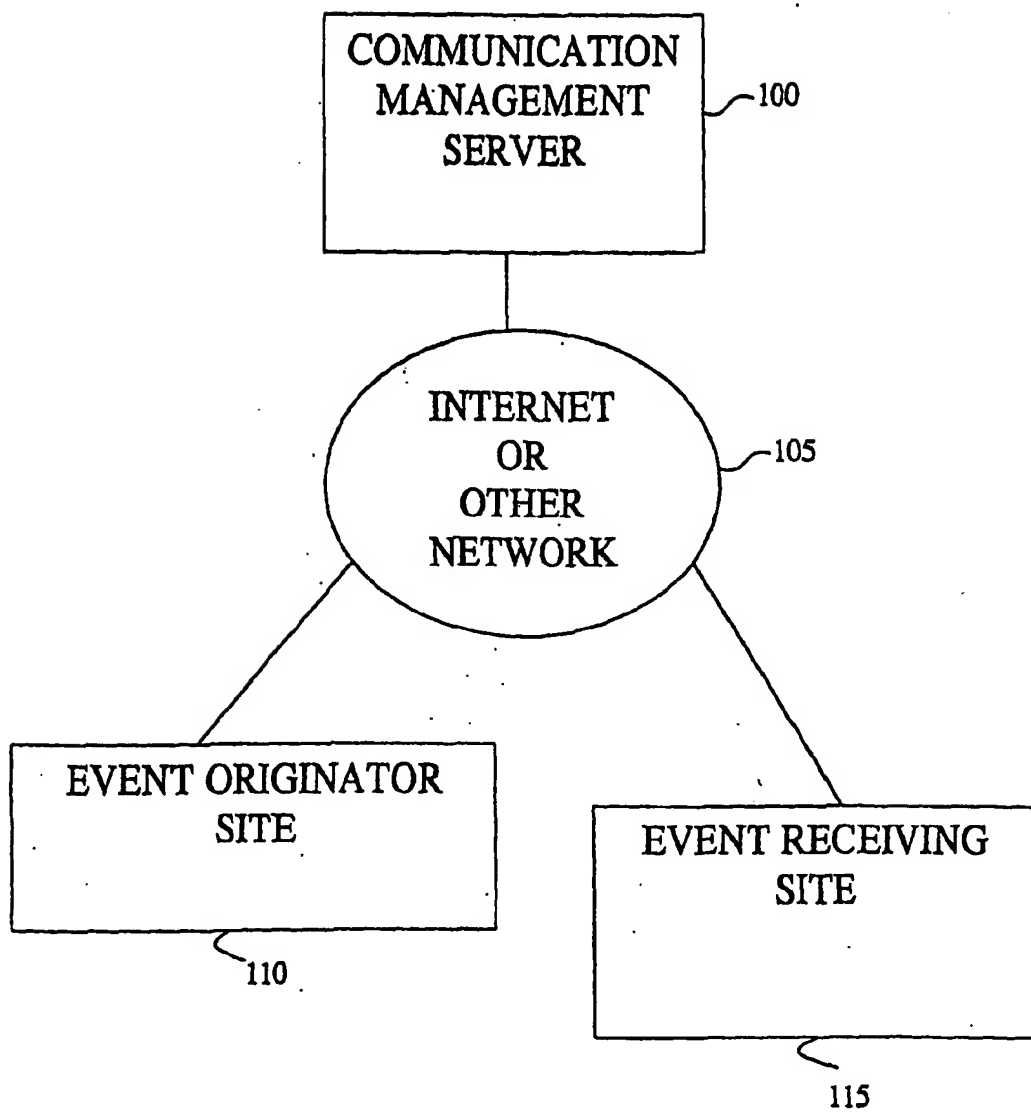 COMMUNICATION
MANAGEMENT
SERVER
100
INTERNET
OR
OTHER
NETWORK
105
EVENT ORIGINATOR
SITE
110
EVENT RECEIVING
SITE
115